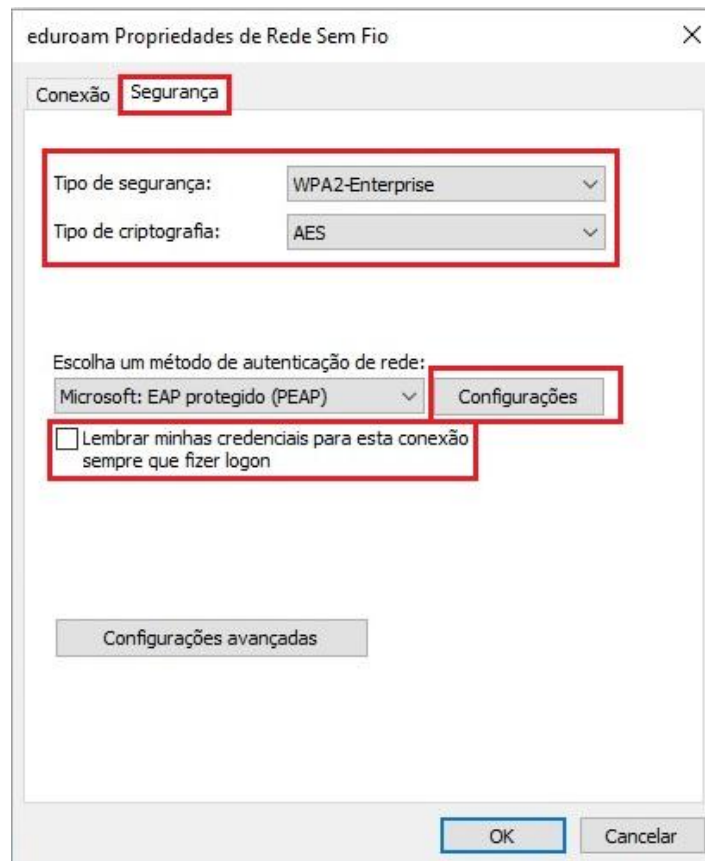 eduroam Propriedades de Rede Sem Fio
Conexão Segurança
Tipo de segurança: WPA2-Enterprise
Tipo de criptografia: AES
Escolha um método de autenticação de rede:
Microsoft: EAP protegido (PEAP) Configurações
Lembrar minhas credenciais para esta conexão
sempre que fizer logon
Configurações avançadas
OK Cancelar